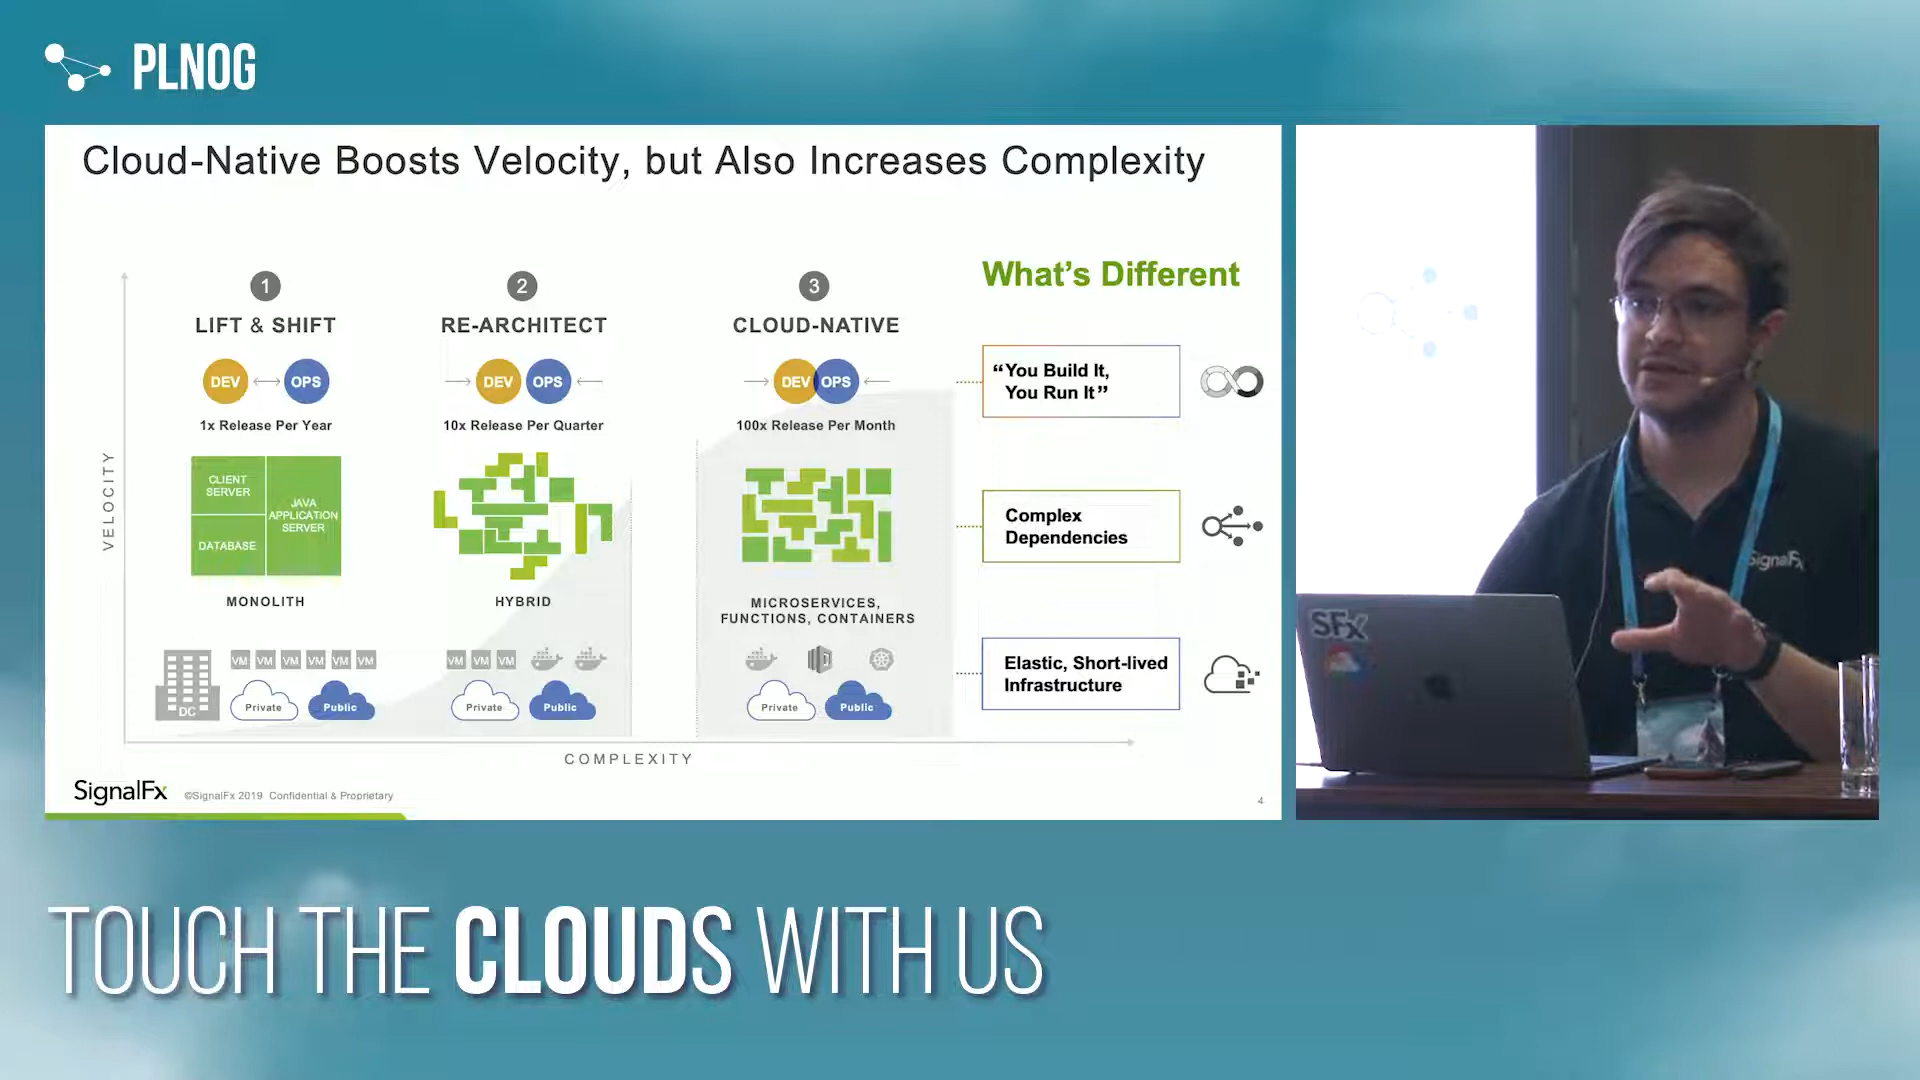 PLNOG
Cloud-Native Boosts Velocity, but Also Increases Complexity
VELOCITY
1
LIFT & SHIFT
DEV
OPS
1x Release Per Year
CLIENT
SERVER
DATABASE
JAVA
APPLICATION
SERVER
MONOLITH
DC
VM VM VM VM VM VM
Private
Public
2
RE-ARCHITECT
DEV
OPS
10x Release Per Quarter
HYBRID
VM VM VM
Private
Public
3
CLOUD-NATIVE
DEV
OPS
100x Release Per Month
MICROSERVICES,
FUNCTIONS, CONTAINERS
Private
Public
What's Different
“You Build It,
You Run It”
Complex
Dependencies
Elastic, Short-lived
Infrastructure
COMPLEXITY
SignalFx
©SignalFx 2019 Confidential & Proprietary
4
SignalFx
SFx
TOUCH THE CLOUDS WITH US